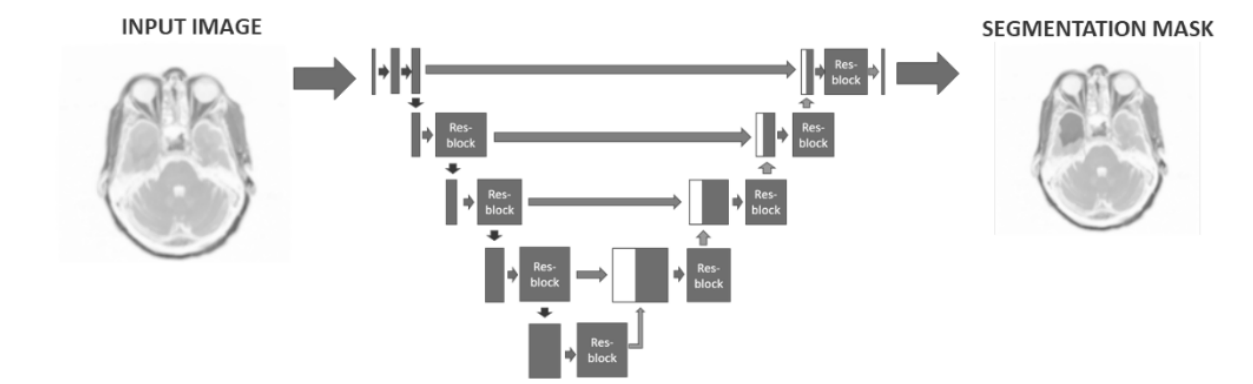 INPUT IMAGE
SEGMENTATION MASK
Res-
block
Res-
block
Res-
block
Res-
block
Res-
block
Res-
block
Res-
block
Res-
block
Res-
block